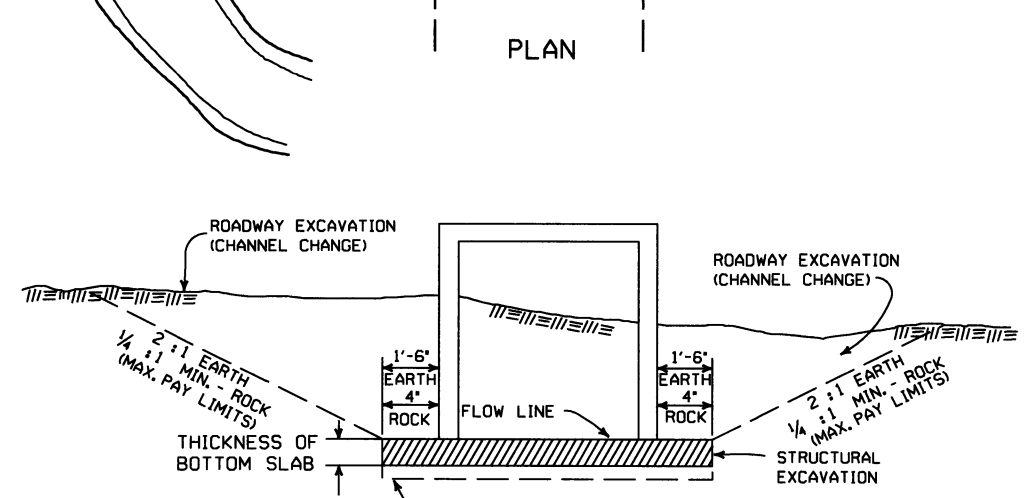 PLAN
ROADWAY EXCAVATION
(CHANNEL CHANGE)
ROADWAY EXCAVATION
(CHANNEL CHANGE)
2 :1 EARTH
1/4 :1 MIN. - ROCK
(MAX. PAY LIMITS)
1'-6"
EARTH
4"
ROCK
1'-6"
EARTH
4"
ROCK
2 :1 EARTH
1/4 :1 MIN. - ROCK
(MAX. PAY LIMITS)
FLOW LINE
THICKNESS OF
BOTTOM SLAB
STRUCTURAL
EXCAVATION